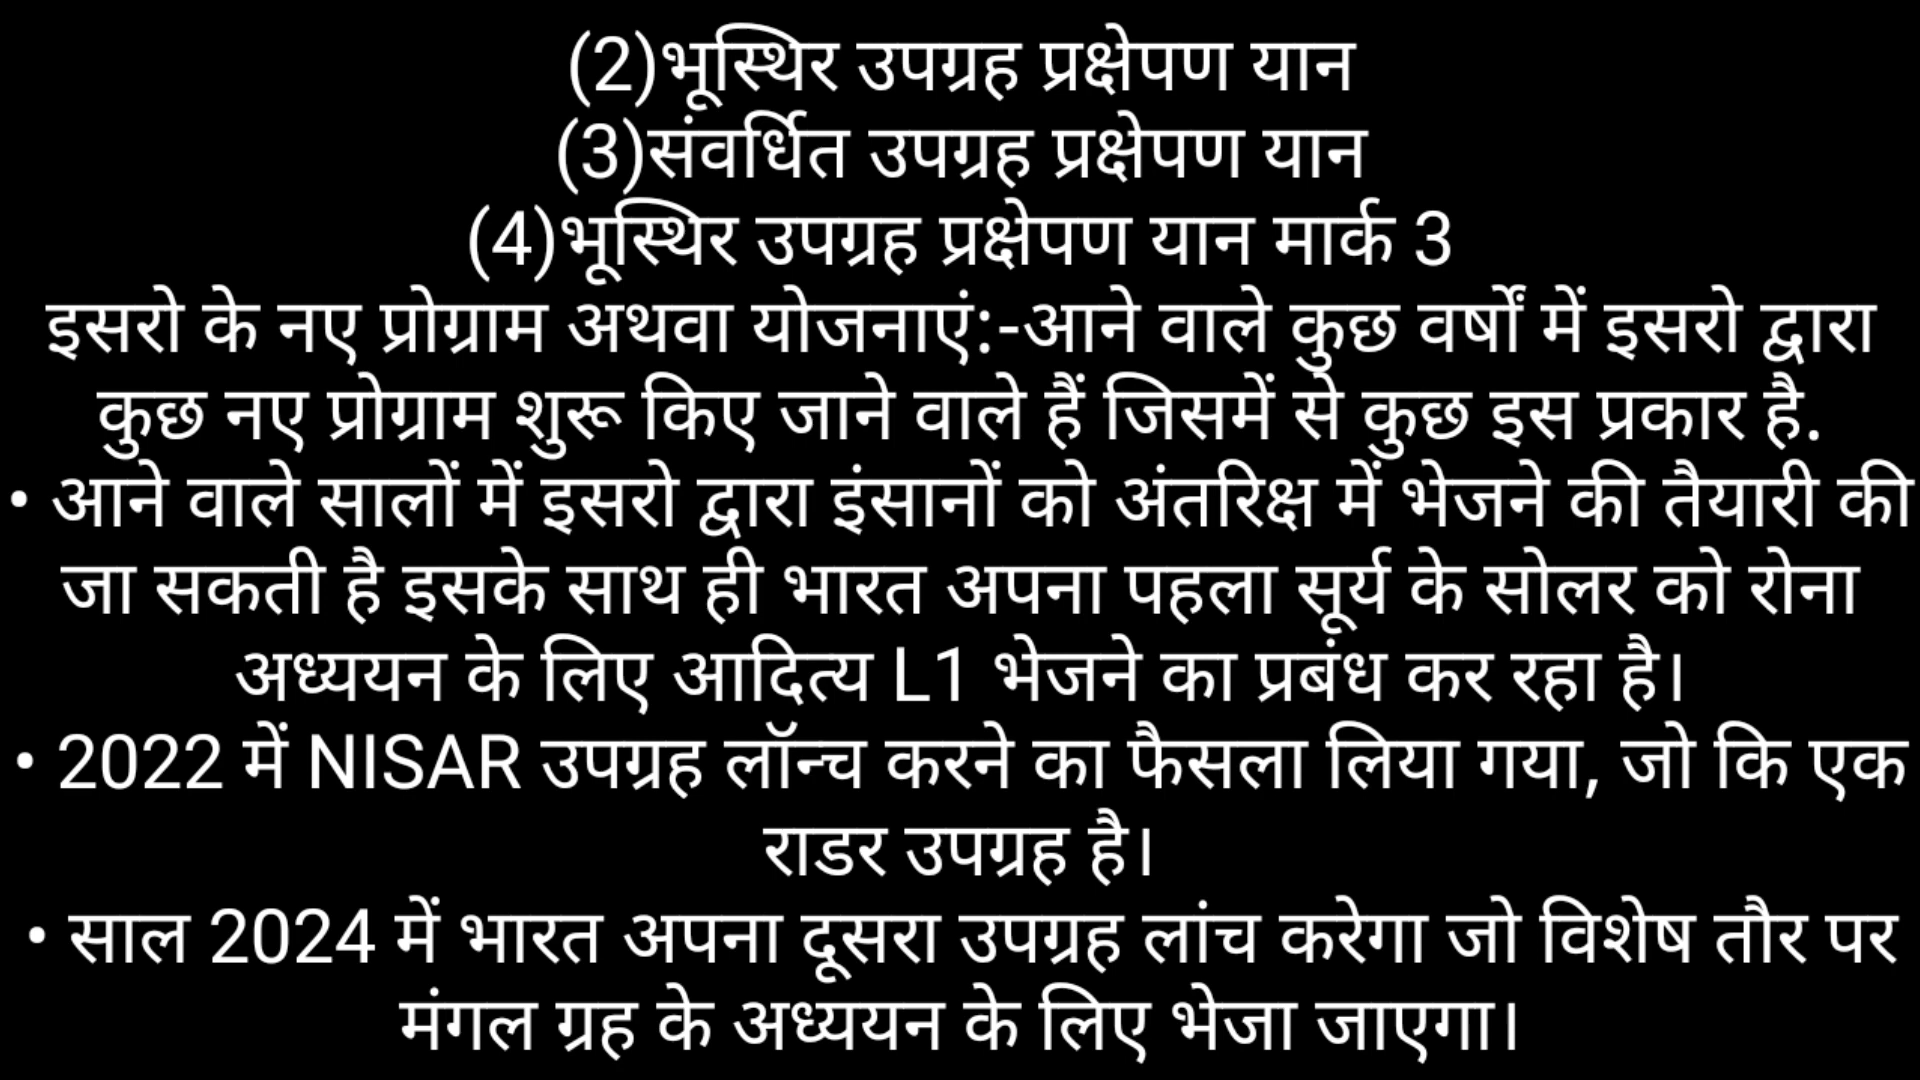 (2)भूस्थिर उपग्रह प्रक्षेपण यान
(3)संवर्धित उपग्रह प्रक्षेपण यान
(4)भूस्थिर उपग्रह प्रक्षेपण यान मार्क 3
इसरो के नए प्रोग्राम अथवा योजनाएं:-आने वाले कुछ वर्षों में इसरो द्वारा
कुछ नए प्रोग्राम शुरू किए जाने वाले हैं जिसमें से कुछ इस प्रकार है.
• आने वाले सालों में इसरो द्वारा इंसानों को अंतरिक्ष में भेजने की तैयारी की
जा सकती है इसके साथ ही भारत अपना पहला सूर्य के सोलर को रोना
अध्ययन के लिए आदित्य L1 भेजने का प्रबंध कर रहा है।
• 2022 में NISAR उपग्रह लॉन्च करने का फैसला लिया गया, जो कि एक
राडर उपग्रह है।
• साल 2024 में भारत अपना दूसरा उपग्रह लांच करेगा जो विशेष तौर पर
मंगल ग्रह के अध्ययन के लिए भेजा जाएगा।